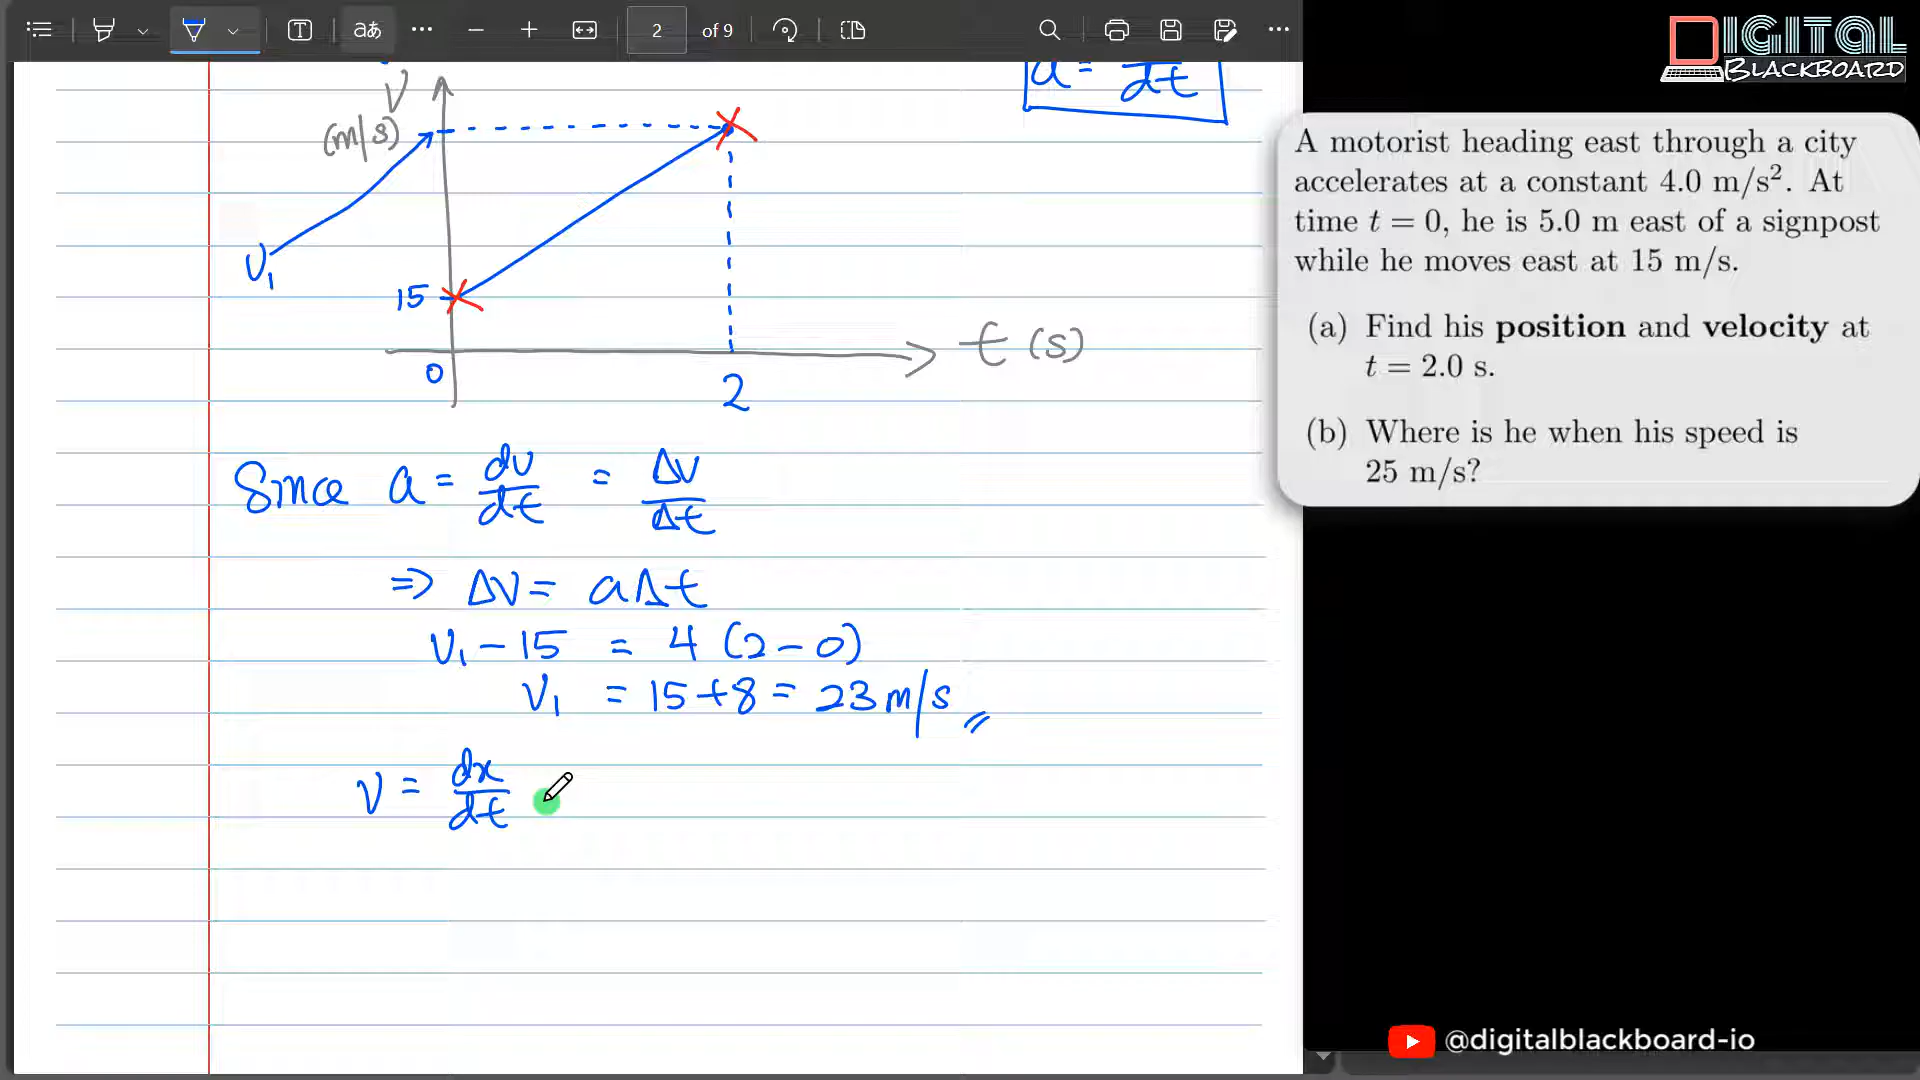 2 of 9
DIGITAL
BLACKBOARD
a = dt
V
(m/s)
V₁
15
0
2
t (s)
Since a = dv/dt = Δv/Δt
⇒ Δv = aΔt
V₁ − 15 = 4 (2 − 0)
V₁ = 15 + 8 = 23 m/s
V = dx/dt
A motorist heading east through a city
accelerates at a constant 4.0 m/s². At
time t = 0, he is 5.0 m east of a signpost
while he moves east at 15 m/s.
(a) Find his position and velocity at
t = 2.0 s.
(b) Where is he when his speed is
25 m/s?
@digitalblackboard-io